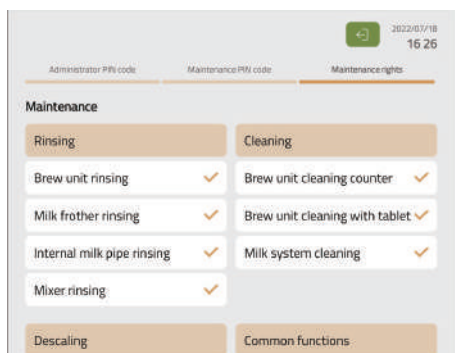 2022/07/18
16 26
Administrator PIN code Maintenance PIN code Maintenance rights
Maintenance
Rinsing Cleaning
Brew unit rinsing Brew unit cleaning counter
Milk frother rinsing Brew unit cleaning with tablet
Internal milk pipe rinsing Milk system cleaning
Mixer rinsing
Descaling Common functions